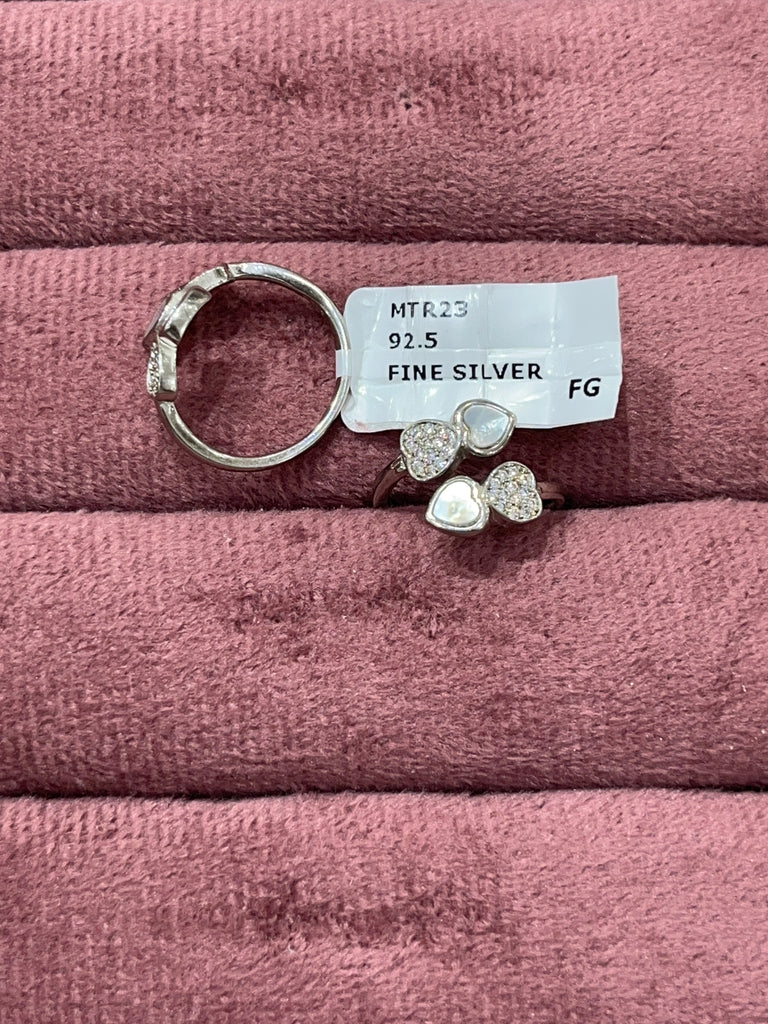 MTR23
92.5
FINE SILVER
FG